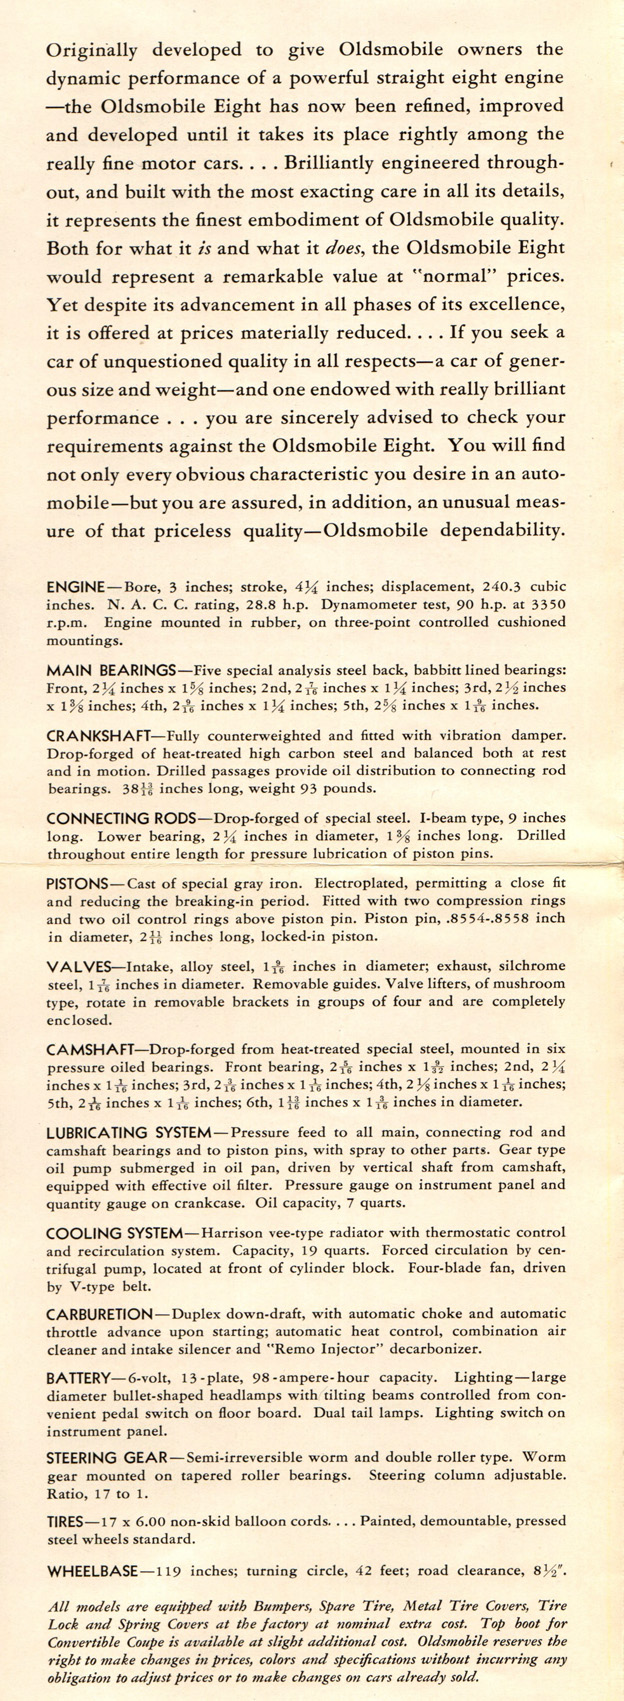 Originally developed to give Oldsmobile owners the
dynamic performance of a powerful straight eight engine
—the Oldsmobile Eight has now been refined, improved
and developed until it takes its place rightly among the
really fine motor cars. . . . Brilliantly engineered through-
out, and built with the most exacting care in all its details,
it represents the finest embodiment of Oldsmobile quality.
Both for what it is and what it does, the Oldsmobile Eight
would represent a remarkable value at "normal" prices.
Yet despite its advancement in all phases of its excellence,
it is offered at prices materially reduced. . . . If you seek a
car of unquestioned quality in all respects—a car of gener-
ous size and weight—and one endowed with really brilliant
performance . . . you are sincerely advised to check your
requirements against the Oldsmobile Eight. You will find
not only every obvious characteristic you desire in an auto-
mobile—but you are assured, in addition, an unusual meas-
ure of that priceless quality—Oldsmobile dependability.
ENGINE—Bore, 3 inches; stroke, 4¼ inches; displacement, 240.3 cubic
inches. N. A. C. C. rating, 28.8 h.p. Dynamometer test, 90 h.p. at 3350
r.p.m. Engine mounted in rubber, on three-point controlled cushioned
mountings.
MAIN BEARINGS—Five special analysis steel back, babbitt lined bearings:
Front, 2¼ inches x 1⅝ inches; 2nd, 2 7/16 inches x 1¼ inches; 3rd, 2½ inches
x 1⅜ inches; 4th, 2 9/16 inches x 1¼ inches; 5th, 2⅝ inches x 1 9/16 inches.
CRANKSHAFT—Fully counterweighted and fitted with vibration damper.
Drop-forged of heat-treated high carbon steel and balanced both at rest
and in motion. Drilled passages provide oil distribution to connecting rod
bearings. 38 13/16 inches long, weight 93 pounds.
CONNECTING RODS—Drop-forged of special steel. I-beam type, 9 inches
long. Lower bearing, 2¼ inches in diameter, 1⅜ inches long. Drilled
throughout entire length for pressure lubrication of piston pins.
PISTONS—Cast of special gray iron. Electroplated, permitting a close fit
and reducing the breaking-in period. Fitted with two compression rings
and two oil control rings above piston pin. Piston pin, .8554-.8558 inch
in diameter, 2 11/16 inches long, locked-in piston.
VALVES—Intake, alloy steel, 1 9/16 inches in diameter; exhaust, silchrome
steel, 1 7/16 inches in diameter. Removable guides. Valve lifters, of mushroom
type, rotate in removable brackets in groups of four and are completely
enclosed.
CAMSHAFT—Drop-forged from heat-treated special steel, mounted in six
pressure oiled bearings. Front bearing, 2 5/16 inches x 1 9/32 inches; 2nd, 2¼
inches x 1 1/16 inches; 3rd, 2 3/16 inches x 1 1/16 inches; 4th, 2⅛ inches x 1 1/16 inches;
5th, 2 1/16 inches x 1 1/16 inches; 6th, 1 13/16 inches x 1 3/16 inches in diameter.
LUBRICATING SYSTEM—Pressure feed to all main, connecting rod and
camshaft bearings and to piston pins, with spray to other parts. Gear type
oil pump submerged in oil pan, driven by vertical shaft from camshaft,
equipped with effective oil filter. Pressure gauge on instrument panel and
quantity gauge on crankcase. Oil capacity, 7 quarts.
COOLING SYSTEM—Harrison vee-type radiator with thermostatic control
and recirculation system. Capacity, 19 quarts. Forced circulation by cen-
trifugal pump, located at front of cylinder block. Four-blade fan, driven
by V-type belt.
CARBURETION—Duplex down-draft, with automatic choke and automatic
throttle advance upon starting; automatic heat control, combination air
cleaner and intake silencer and "Remo Injector" decarbonizer.
BATTERY—6-volt, 13-plate, 98-ampere-hour capacity. Lighting—large
diameter bullet-shaped headlamps with tilting beams controlled from con-
venient pedal switch on floor board. Dual tail lamps. Lighting switch on
instrument panel.
STEERING GEAR—Semi-irreversible worm and double roller type. Worm
gear mounted on tapered roller bearings. Steering column adjustable.
Ratio, 17 to 1.
TIRES—17 x 6.00 non-skid balloon cords. . . . Painted, demountable, pressed
steel wheels standard.
WHEELBASE—119 inches; turning circle, 42 feet; road clearance, 8½".
All models are equipped with Bumpers, Spare Tire, Metal Tire Covers, Tire
Lock and Spring Covers at the factory at nominal extra cost. Top boot for
Convertible Coupe is available at slight additional cost. Oldsmobile reserves the
right to make changes in prices, colors and specifications without incurring any
obligation to adjust prices or to make changes on cars already sold.